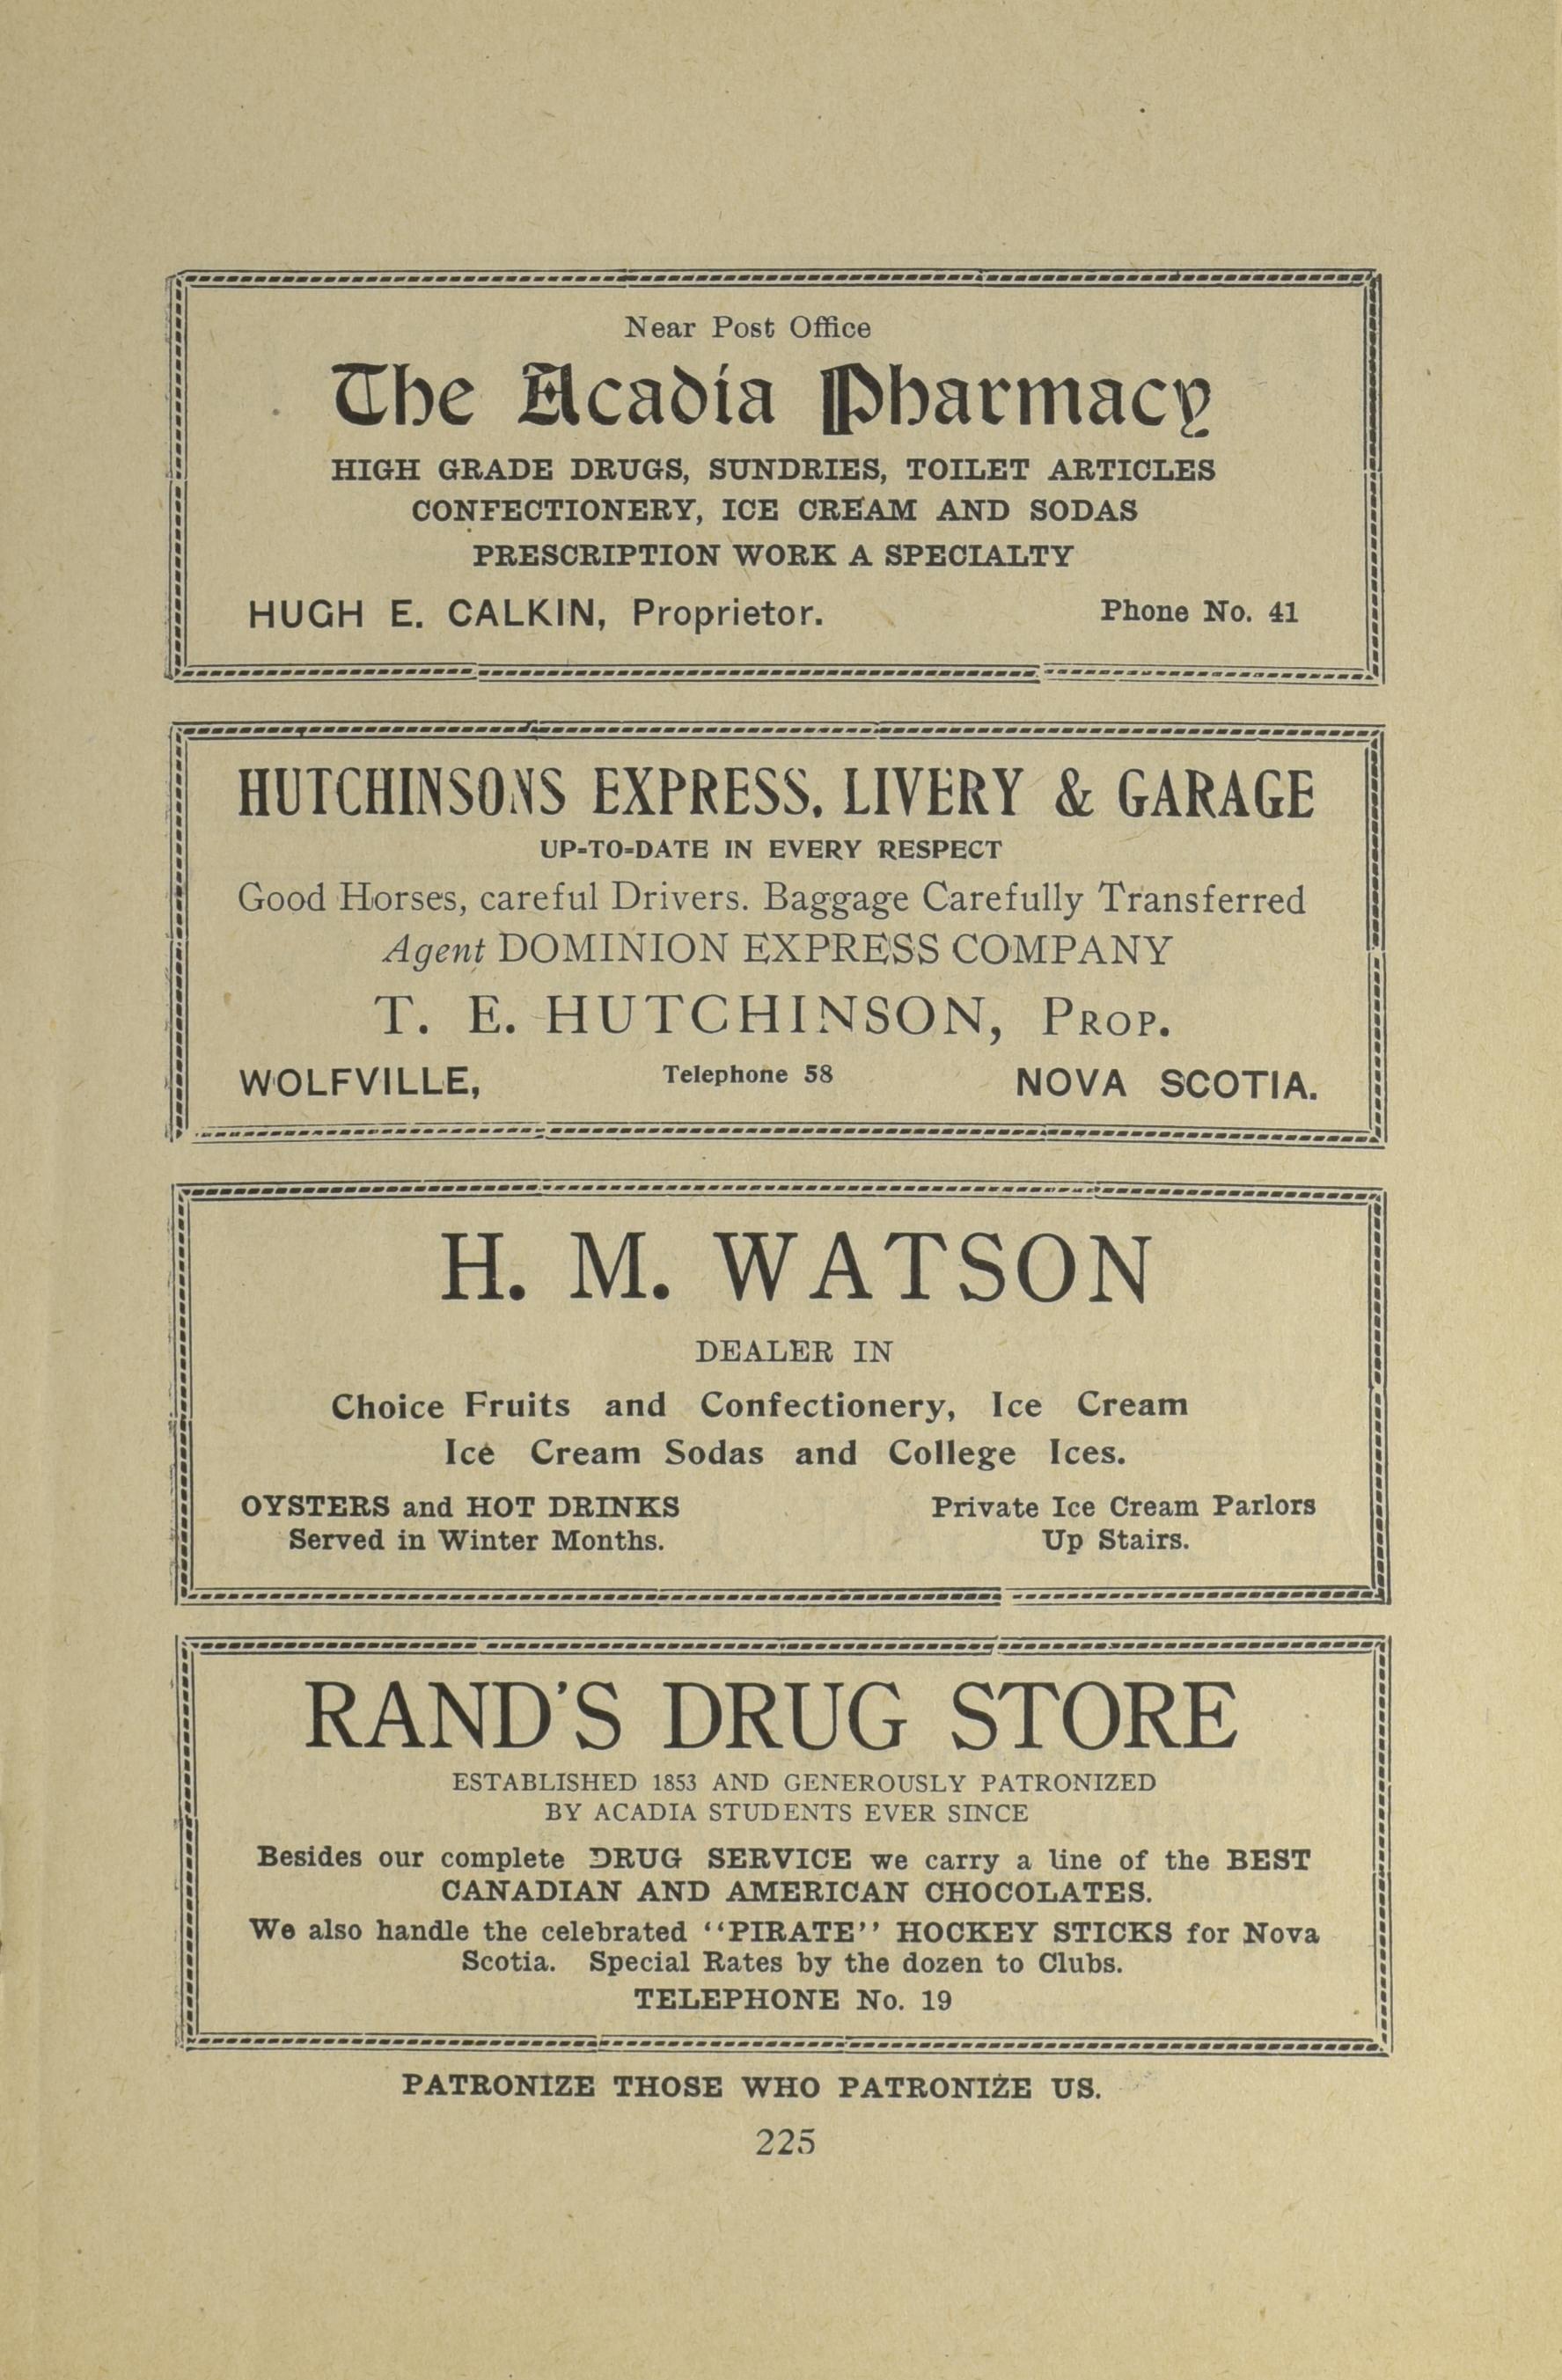 Near Post Office
The Acadia Pharmacy
HIGH GRADE DRUGS, SUNDRIES, TOILET ARTICLES
CONFECTIONERY, ICE CREAM AND SODAS
PRESCRIPTION WORK A SPECIALTY
HUGH E. CALKIN, Proprietor. Phone No. 41
HUTCHINSONS EXPRESS, LIVERY & GARAGE
UP-TO-DATE IN EVERY RESPECT
Good Horses, careful Drivers. Baggage Carefully Transferred
Agent DOMINION EXPRESS COMPANY
T. E. HUTCHINSON, PROP.
WOLFVILLE, Telephone 58 NOVA SCOTIA.
H. M. WATSON
DEALER IN
Choice Fruits and Confectionery, Ice Cream
Ice Cream Sodas and College Ices.
OYSTERS and HOT DRINKS
Served in Winter Months.
Private Ice Cream Parlors
Up Stairs.
RAND'S DRUG STORE
ESTABLISHED 1853 AND GENEROUSLY PATRONIZED
BY ACADIA STUDENTS EVER SINCE
Besides our complete DRUG SERVICE we carry a line of the BEST
CANADIAN AND AMERICAN CHOCOLATES.
We also handle the celebrated "PIRATE" HOCKEY STICKS for Nova
Scotia. Special Rates by the dozen to Clubs.
TELEPHONE No. 19
PATRONIZE THOSE WHO PATRONIZE US.
225